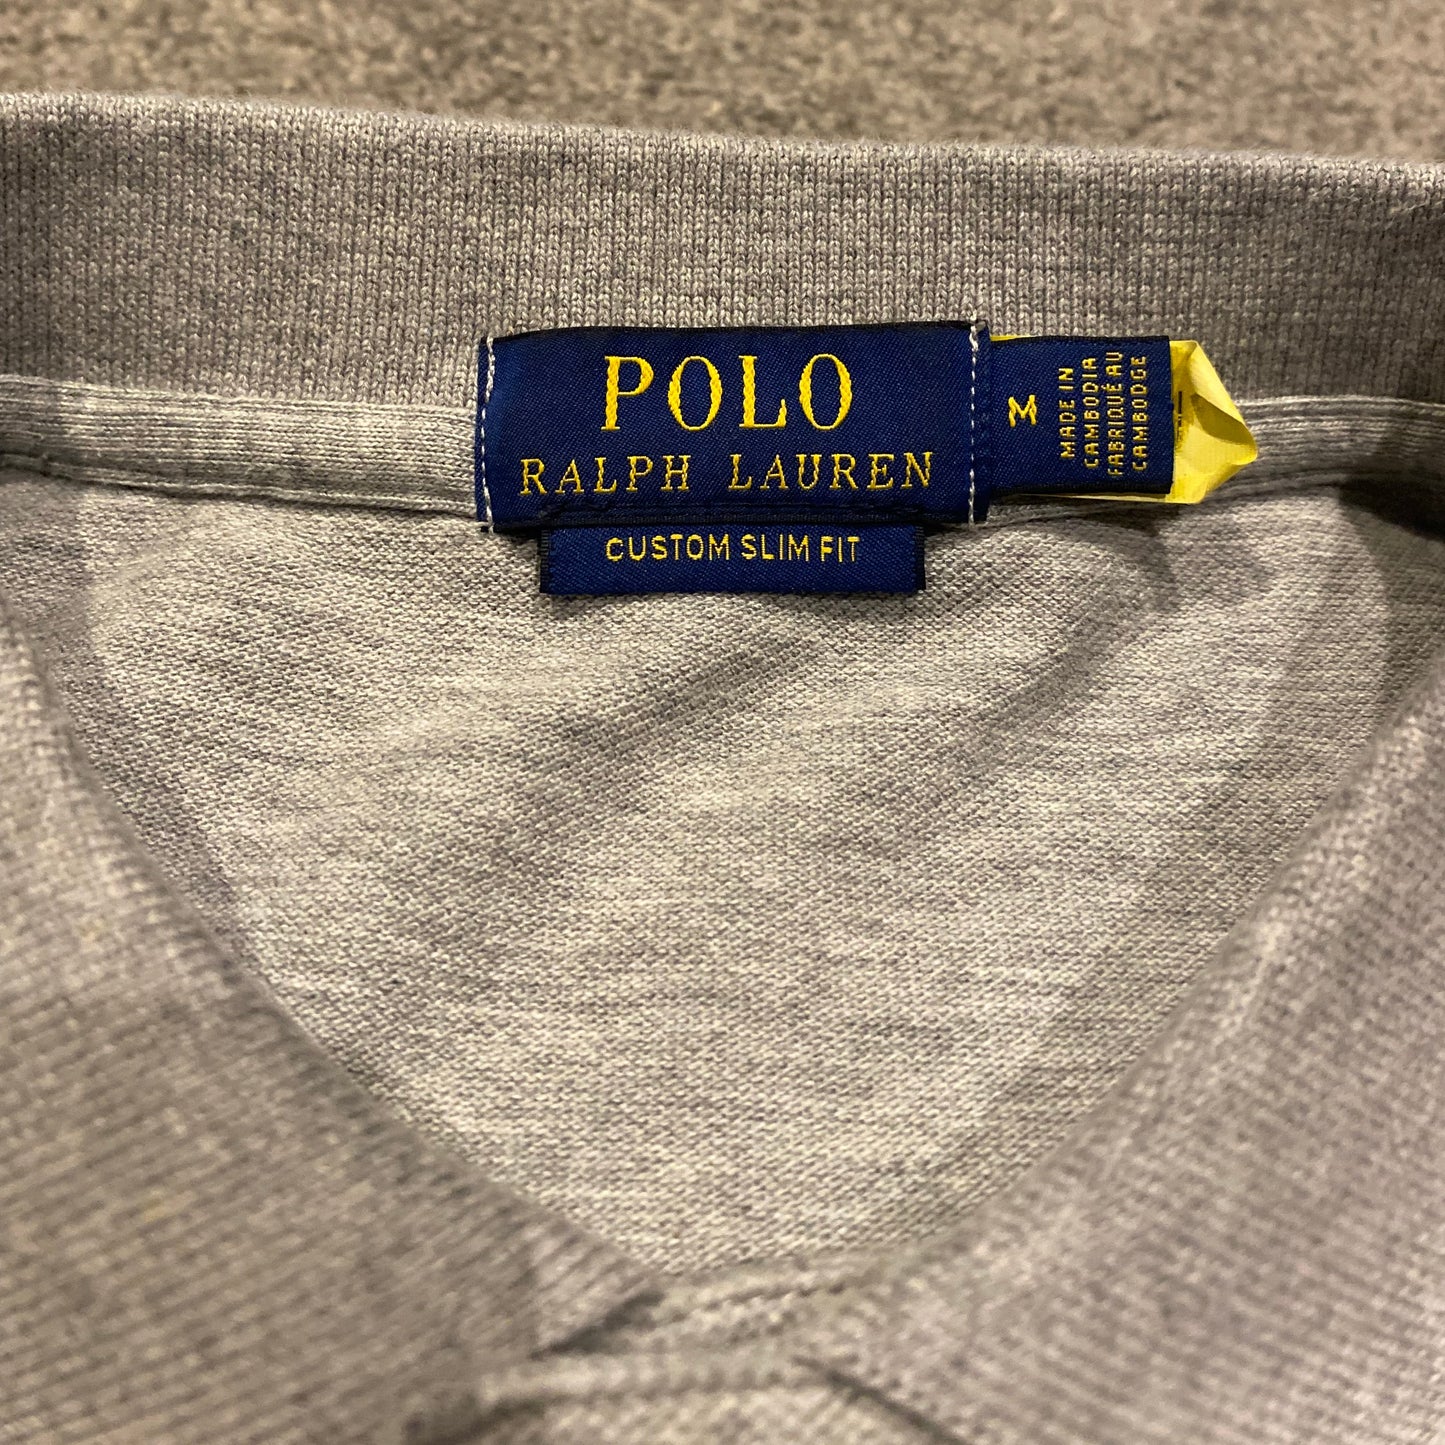 POLO
RALPH LAUREN
CUSTOM SLIM FIT
M
MADE IN
CAMBODIA
FABRIQUÉ AU
CAMBODGE